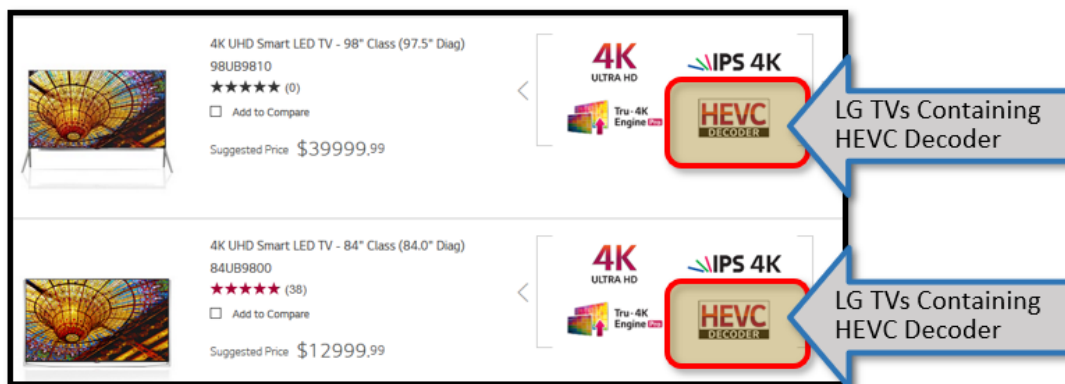 4K UHD Smart LED TV - 98" Class (97.5" Diag)
98UB9810
★★★★★ (0)
Add to Compare
Suggested Price $39999.99
4K
ULTRA HD
IPS 4K
Tru-4K
Engine Pro
HEVC
DECODER
LG TVs Containing
HEVC Decoder
4K UHD Smart LED TV - 84" Class (84.0" Diag)
84UB9800
★★★★★ (38)
Add to Compare
Suggested Price $12999.99
4K
ULTRA HD
IPS 4K
Tru-4K
Engine Pro
HEVC
DECODER
LG TVs Containing
HEVC Decoder